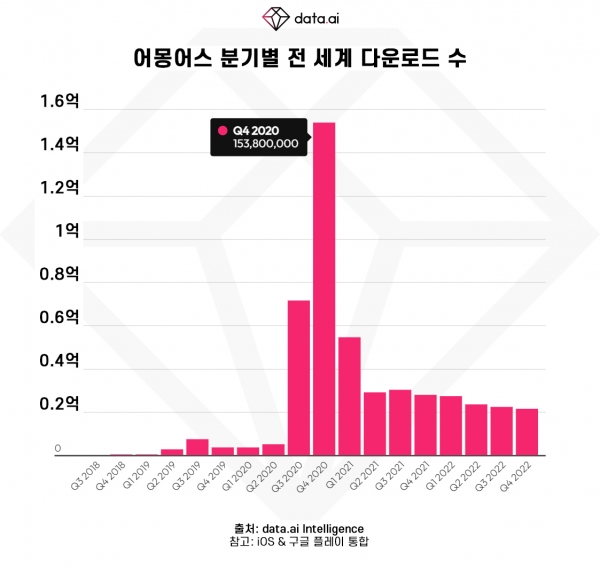 data.ai
어몽어스 분기별 전 세계 다운로드 수
1.6억
Q4 2020
153,800,000
1.4억
1.2억
1억
0.8억
0.6억
0.4억
0.2억
0
Q3 2018
Q4 2018
Q1 2019
Q2 2019
Q3 2019
Q4 2019
Q1 2020
Q2 2020
Q3 2020
Q4 2020
Q1 2021
Q2 2021
Q3 2021
Q4 2021
Q1 2022
Q2 2022
Q3 2022
Q4 2022
출처: data.ai Intelligence
참고: iOS & 구글 플레이 통합